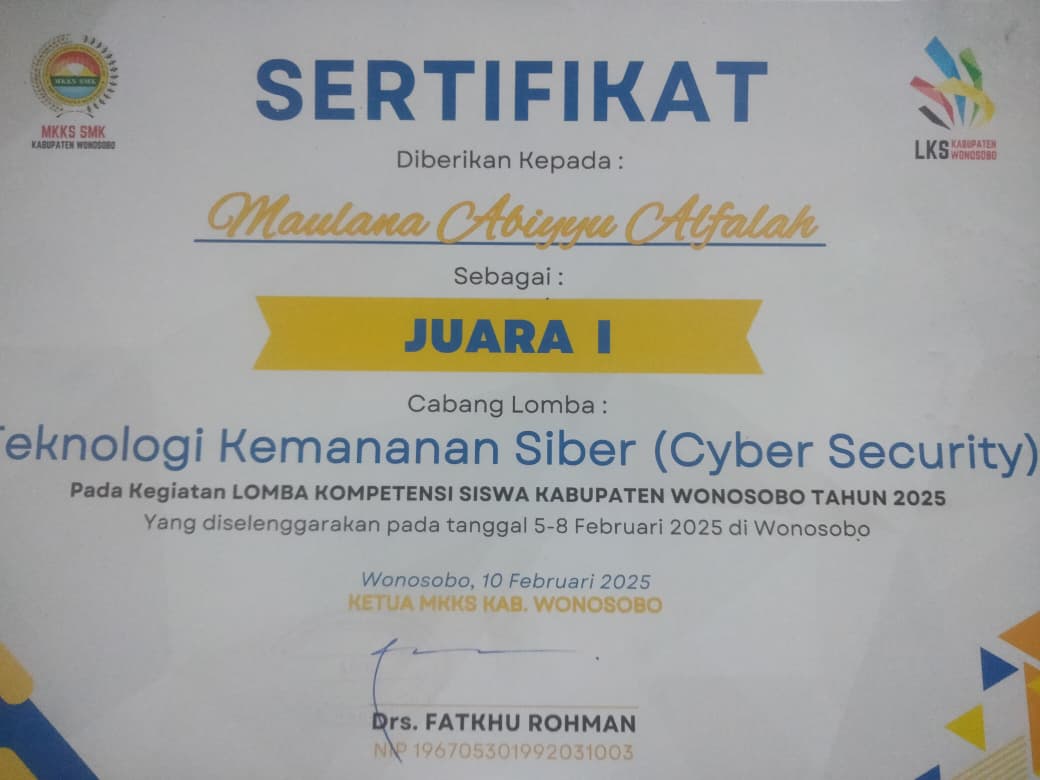 MKKS SMK
MKKS SMK
KABUPATEN WONOSOBO
LKS KABUPATEN WONOSOBO
SERTIFIKAT
Diberikan Kepada :
Maulana Abiyyu Alfalah
Sebagai :
JUARA I
Cabang Lomba :
Teknologi Kemananan Siber (Cyber Security)
Pada Kegiatan LOMBA KOMPETENSI SISWA KABUPATEN WONOSOBO TAHUN 2025
Yang diselenggarakan pada tanggal 5-8 Februari 2025 di Wonosobo
Wonosobo, 10 Februari 2025
KETUA MKKS KAB. WONOSOBO
Drs. FATKHU ROHMAN
NIP 196705301992031003